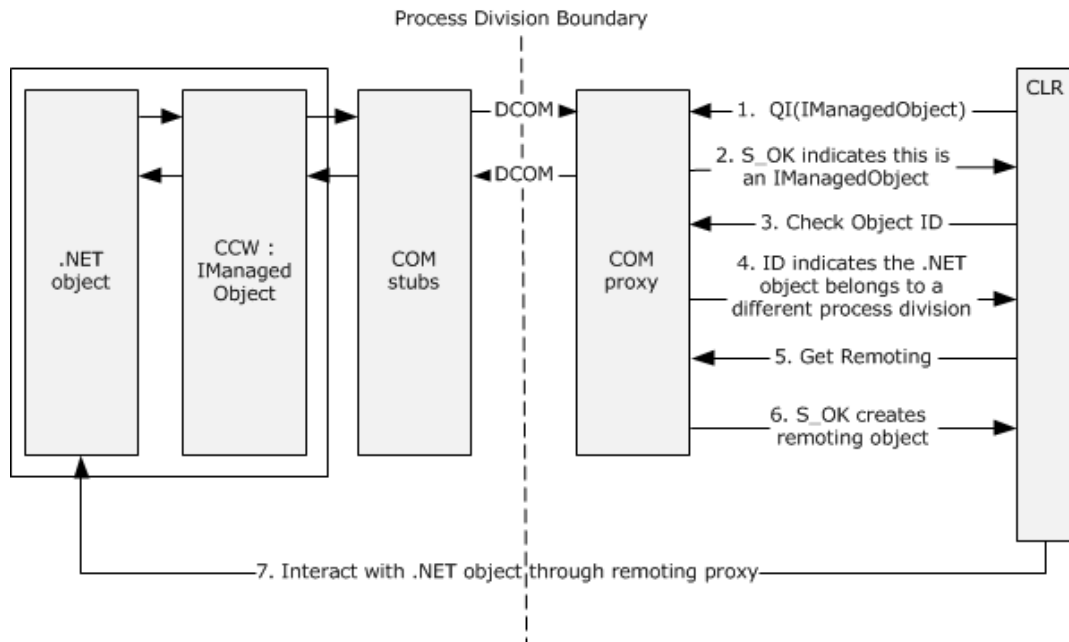 Process Division Boundary
.NET
object
CCW :
IManaged
Object
COM
stubs
DCOM
DCOM
COM
proxy
1. QI(IManagedObject)
2. S_OK indicates this is
an IManagedObject
3. Check Object ID
4. ID indicates the .NET
object belongs to a
different process division
5. Get Remoting
6. S_OK creates
remoting object
CLR
7. Interact with .NET object through remoting proxy